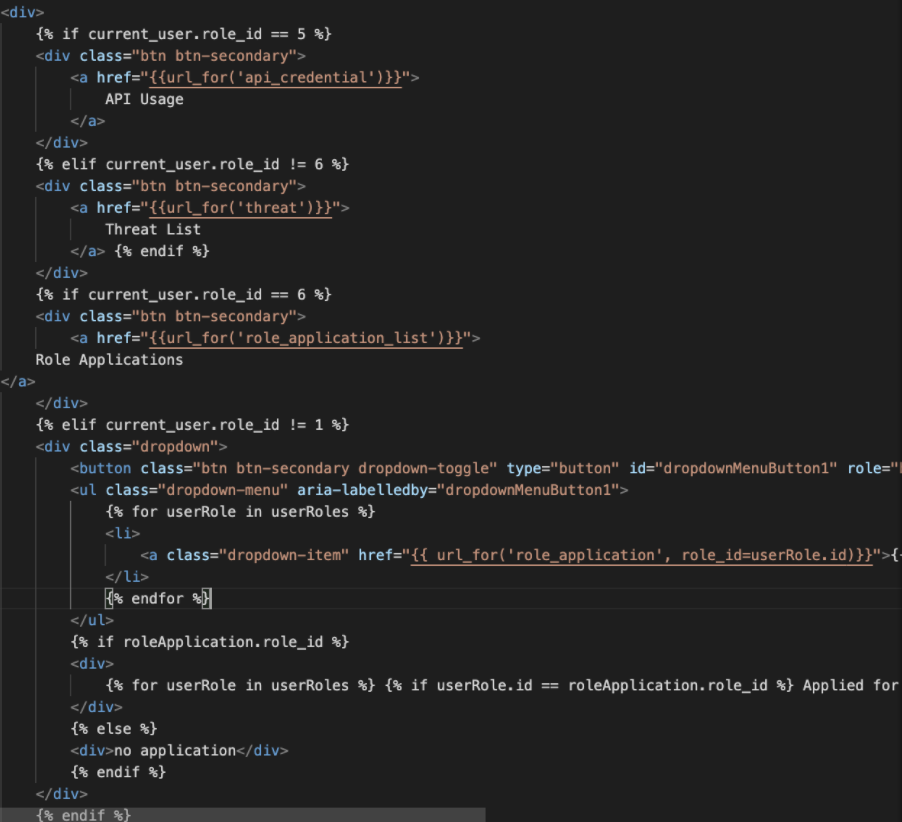 <div>
{% if current_user.role_id == 5 %}
<div class="btn btn-secondary">
<a href="{{url_for('api_credential')}}">
API Usage
</a>
</div>
{% elif current_user.role_id != 6 %}
<div class="btn btn-secondary">
<a href="{{url_for('threat')}}">
Threat List
</a> {% endif %}
</div>
{% if current_user.role_id == 6 %}
<div class="btn btn-secondary">
<a href="{{url_for('role_application_list')}}">
Role Applications
</a>
</div>
{% elif current_user.role_id != 1 %}
<div class="dropdown">
<button class="btn btn-secondary dropdown-toggle" type="button" id="dropdownMenuButton1" role="
<ul class="dropdown-menu" aria-labelledby="dropdownMenuButton1">
{% for userRole in userRoles %}
<li>
<a class="dropdown-item" href="{{ url_for('role_application', role_id=userRole.id)}}">{
</li>
{% endfor %}
</ul>
{% if roleApplication.role_id %}
<div>
{% for userRole in userRoles %} {% if userRole.id == roleApplication.role_id %} Applied for
</div>
{% else %}
<div>no application</div>
{% endif %}
</div>
{% endif %}